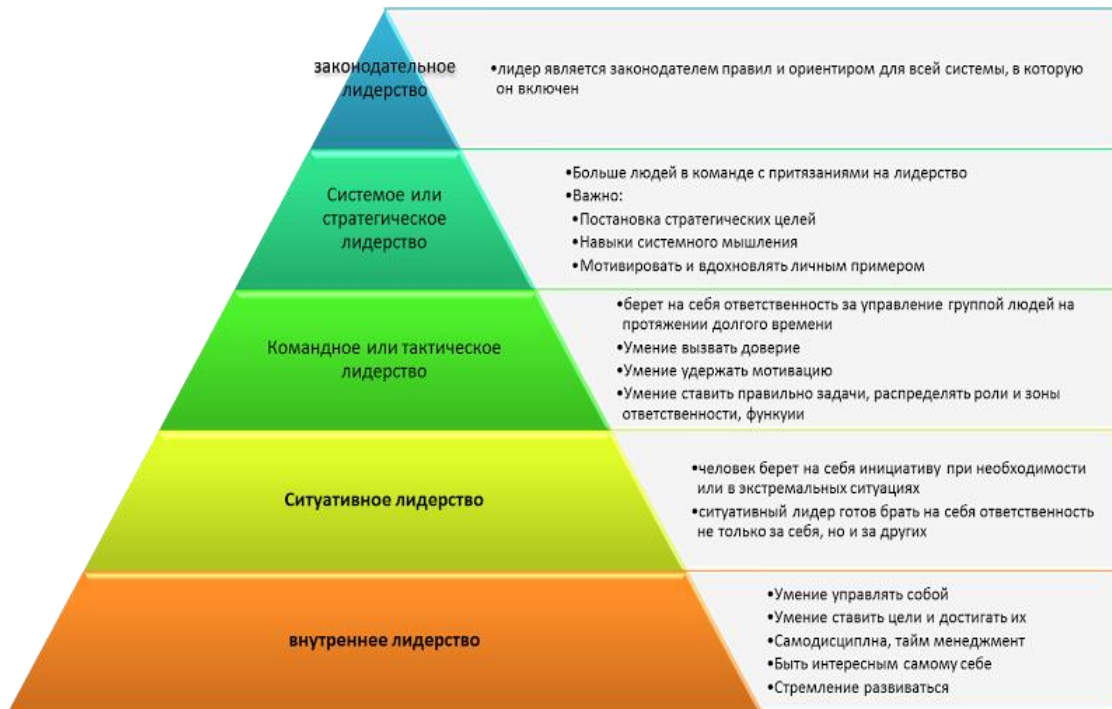 законодательное
лидерство
•лидер является законодателем правил и ориентиром для всей системы, в которую
он включен
Системое или
стратегическое
лидерство
•Больше людей в команде с притязаниями на лидерство
•Важно:
•Постановка стратегических целей
•Навыки системного мышления
•Мотивировать и вдохновлять личным примером
Командное или тактическое
лидерство
•берет на себя ответственность за управление группой людей на
протяжении долгого времени
•Умение вызвать доверие
•Умение удержать мотивацию
•Умение ставить правильно задачи, распределять роли и зоны
ответственности, функуии
Ситуативное лидерство
•человек берет на себя инициативу при необходимости
или в экстремальных ситуациях
•ситуативный лидер готов брать на себя ответственность
не только за себя, но и за других
внутреннее лидерство
•Умение управлять собой
•Умение ставить цели и достигать их
•Самодисциплна, тайм менеджмент
•Быть интересным самому себе
•Стремление развиваться